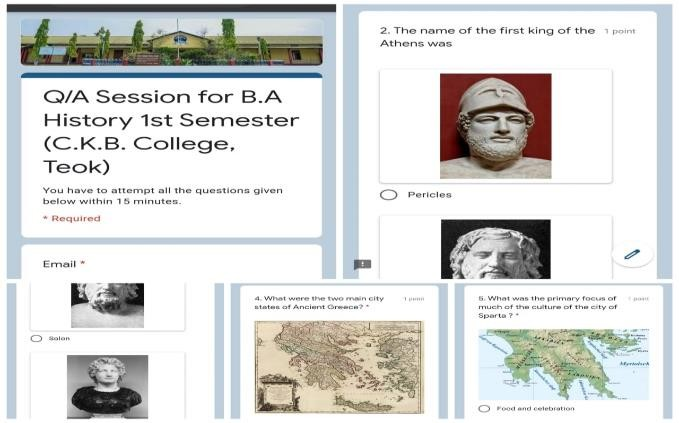 Q/A Session for B.A
History 1st Semester
(C.K.B. College,
Teok)
You have to attempt all the questions given
below within 15 minutes.
* Required
Email *
2. The name of the first king of the 1 point
Athens was
Pericles
Solon
4. What were the two main city 1 point
states of Ancient Greece? *
5. What was the primary focus of 1 point
much of the culture of the city of
Sparta ? *
Food and celebration